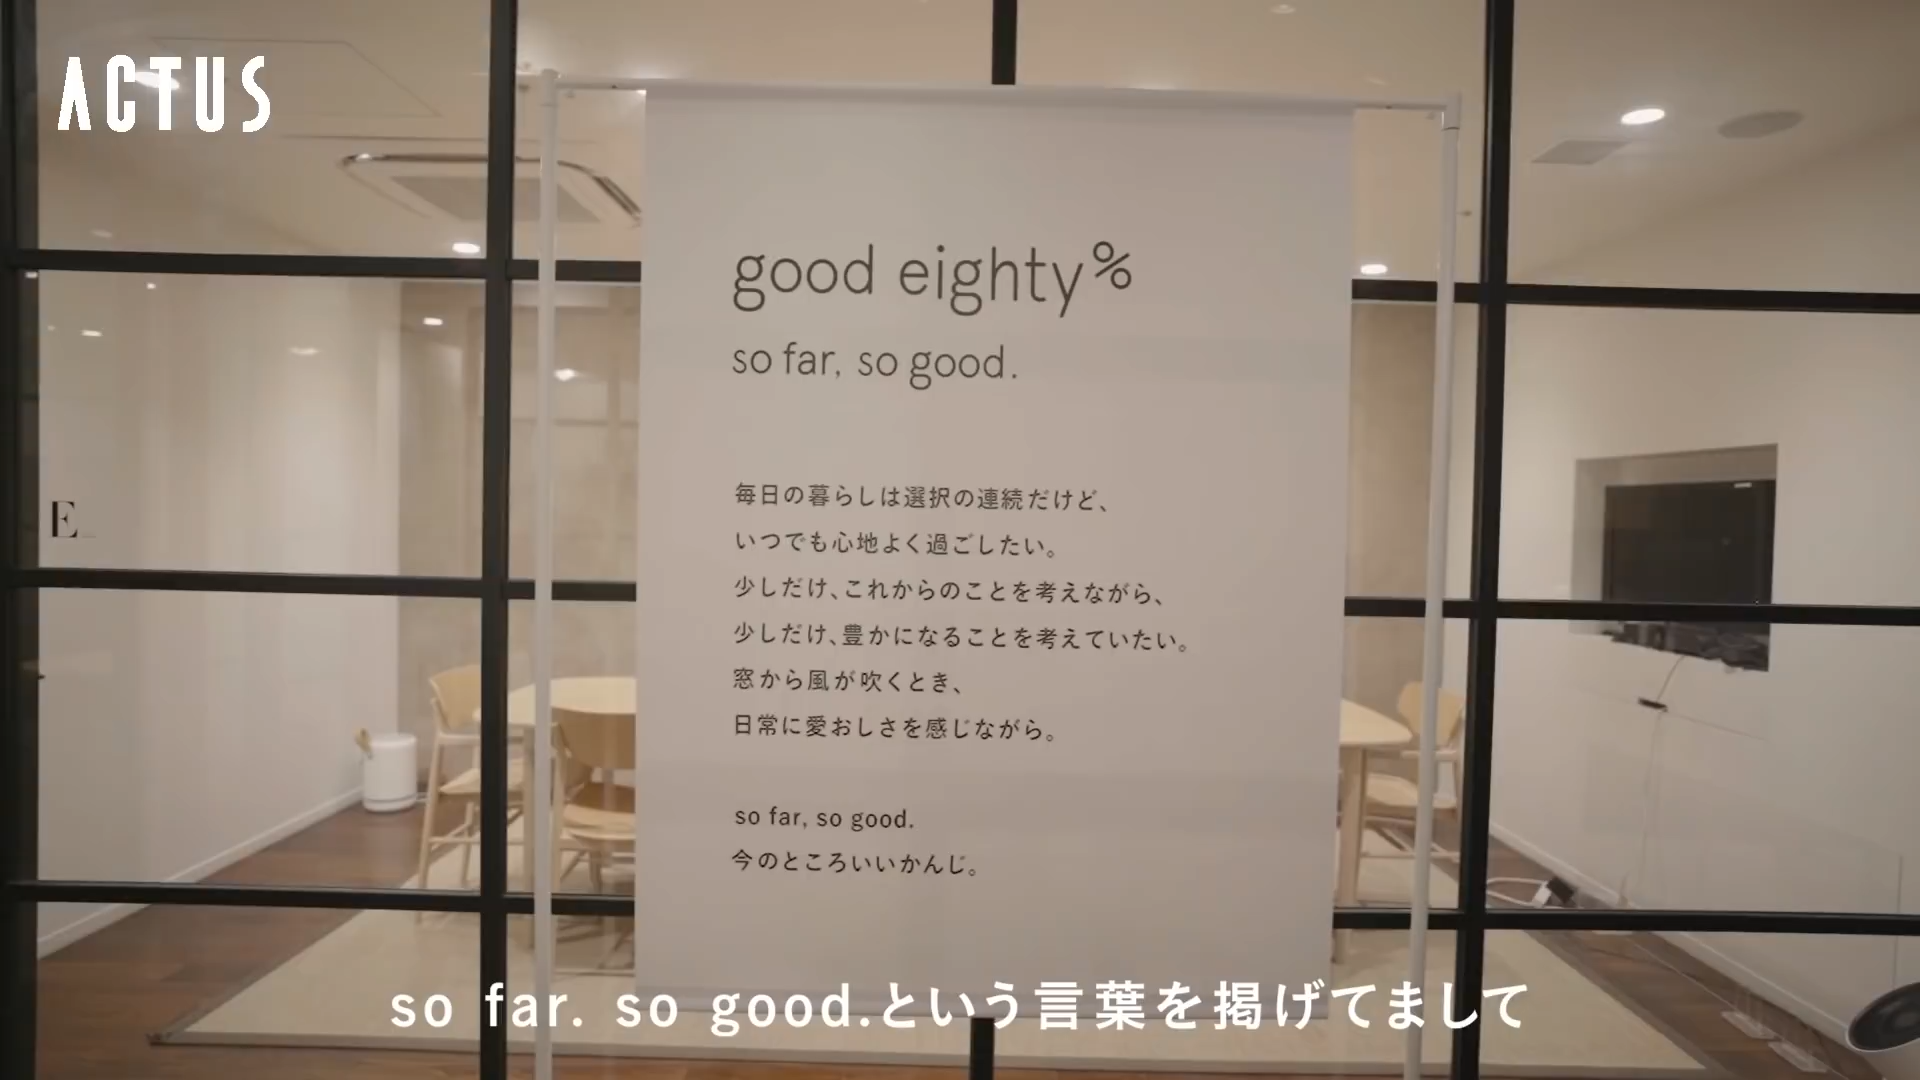 ACTUS
good eighty%
so far, so good.
毎日の暮らしは選択の連続だけど、
いつでも心地よく過ごしたい。
少しだけ、これからのことを考えながら、
少しだけ、豊かになることを考えていたい。
窓から風が吹くとき、
日常に愛おしさを感じながら。
so far, so good.
今のところいいかんじ。
E
so far. so good.という言葉を掲げてまして